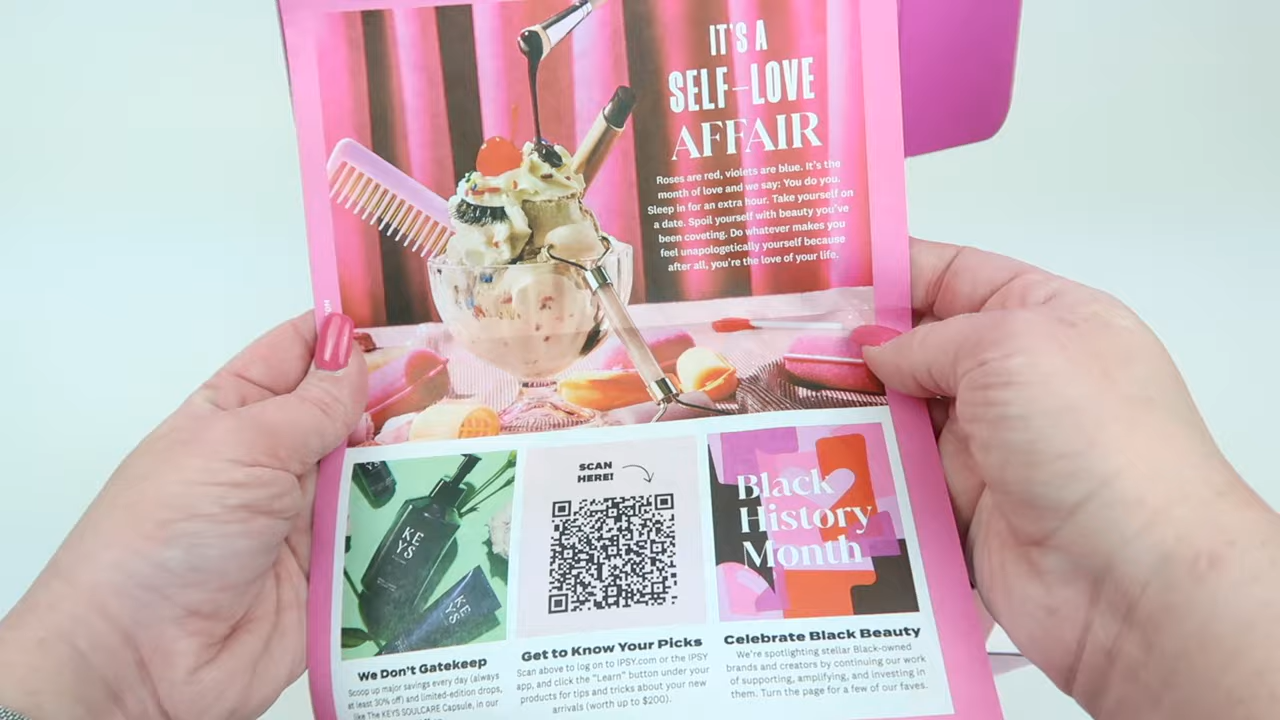 IT'S A
SELF-LOVE
AFFAIR
Roses are red, violets are blue. It's the
month of love and we say: You do you.
Sleep in for an extra hour. Take yourself on
a date. Spoil yourself with beauty you've
been coveting. Do whatever makes you
feel unapologetically yourself because
after all, you're the love of your life.
KE
YS
KE
YS
We Don't Gatekeep
Scoop up major savings every day (always
at least 30% off) and limited-edition drops,
like The KEYS SOULCARE Capsule, in our
SCAN
HERE!
Get to Know Your Picks
Scan above to log on to IPSY.com or the IPSY
app, and click the "Learn" button under your
products for tips and tricks about your new
arrivals (worth up to $200).
Black
History
Month
Celebrate Black Beauty
We're spotlighting stellar Black-owned
brands and creators by continuing our work
of supporting, amplifying, and investing in
them. Turn the page for a few of our faves.